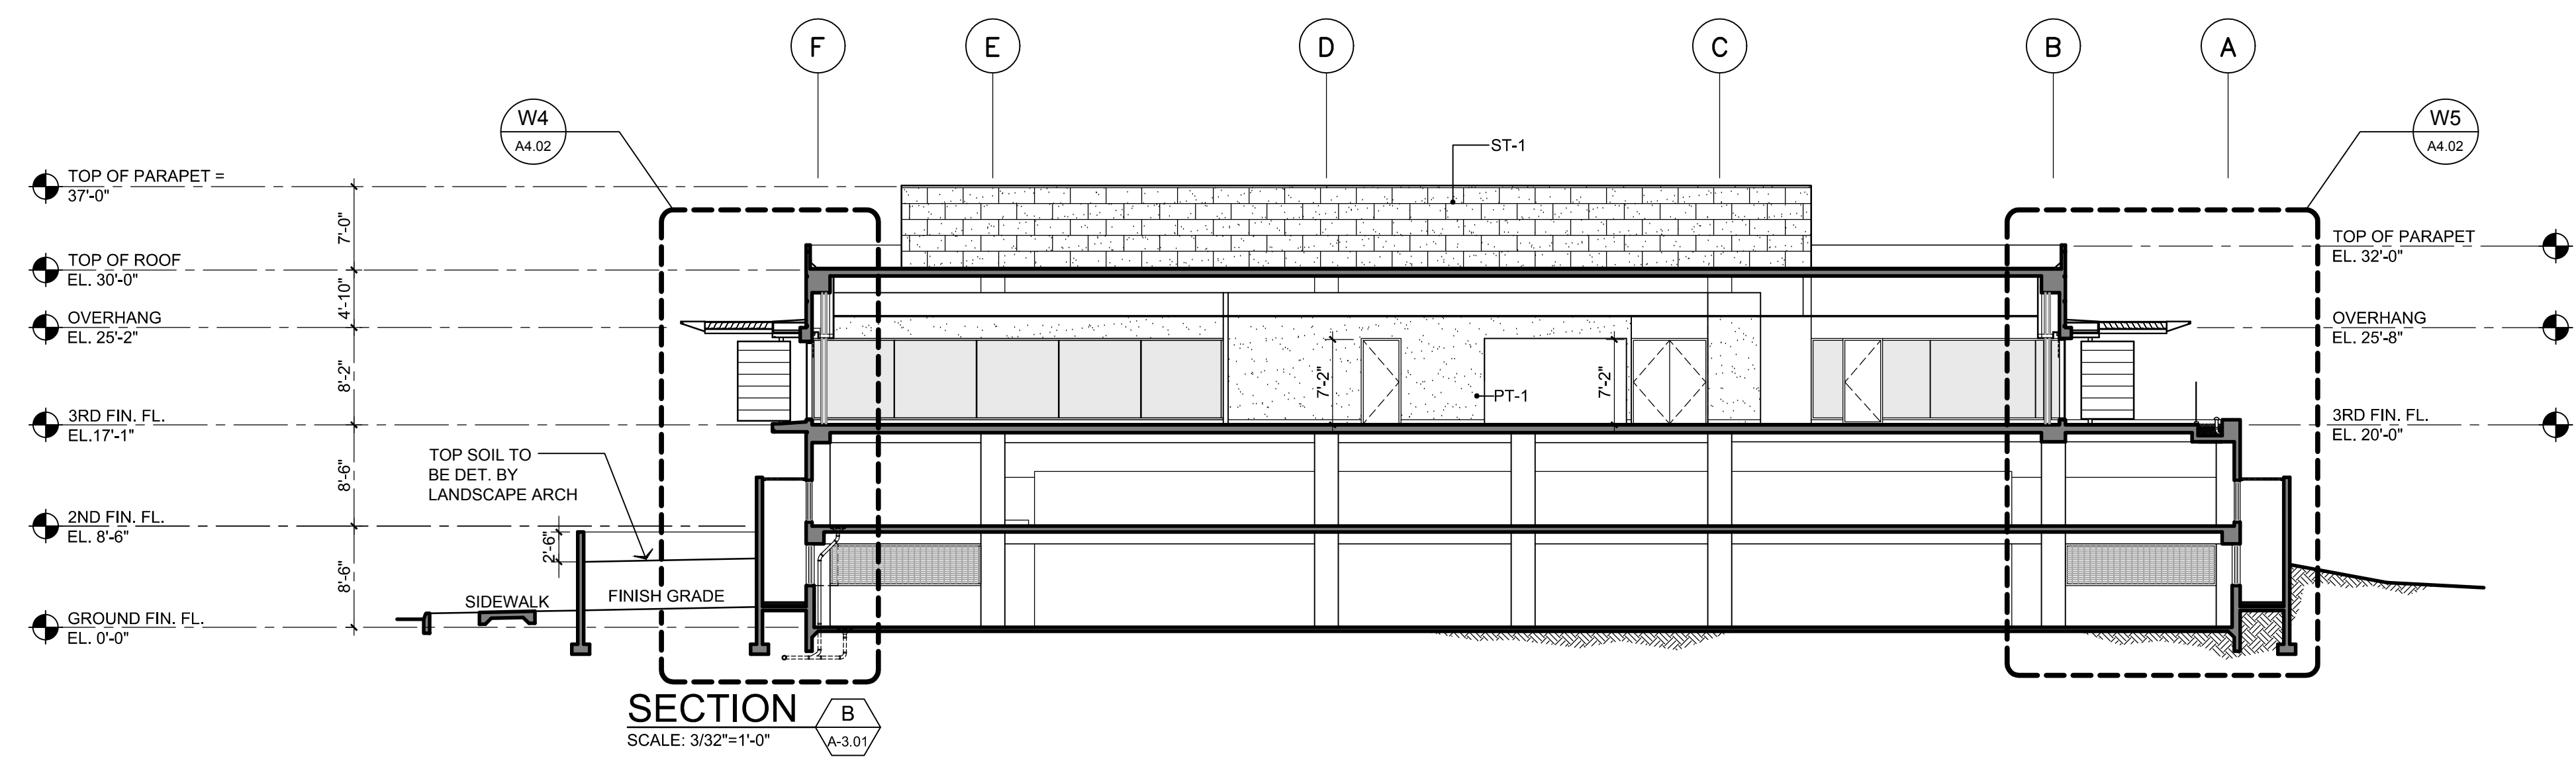 F
E
D
C
B
A
W4
A4.02
W5
A4.02
ST-1
TOP OF PARAPET =
37'-0"
7'-0"
TOP OF ROOF
EL. 30'-0"
4'-10"
OVERHANG
EL. 25'-2"
8'-2"
3RD FIN. FL.
EL.17'-1"
8'-6"
2ND FIN. FL.
EL. 8'-6"
8'-6"
GROUND FIN. FL.
EL. 0'-0"
TOP OF PARAPET
EL. 32'-0"
OVERHANG
EL. 25'-8"
3RD FIN. FL.
EL. 20'-0"
7'-2"
PT-1
7'-2"
TOP SOIL TO
BE DET. BY
LANDSCAPE ARCH
2'-6"
SIDEWALK
FINISH GRADE
SECTION
SCALE: 3/32"=1'-0"
B
A-3.01